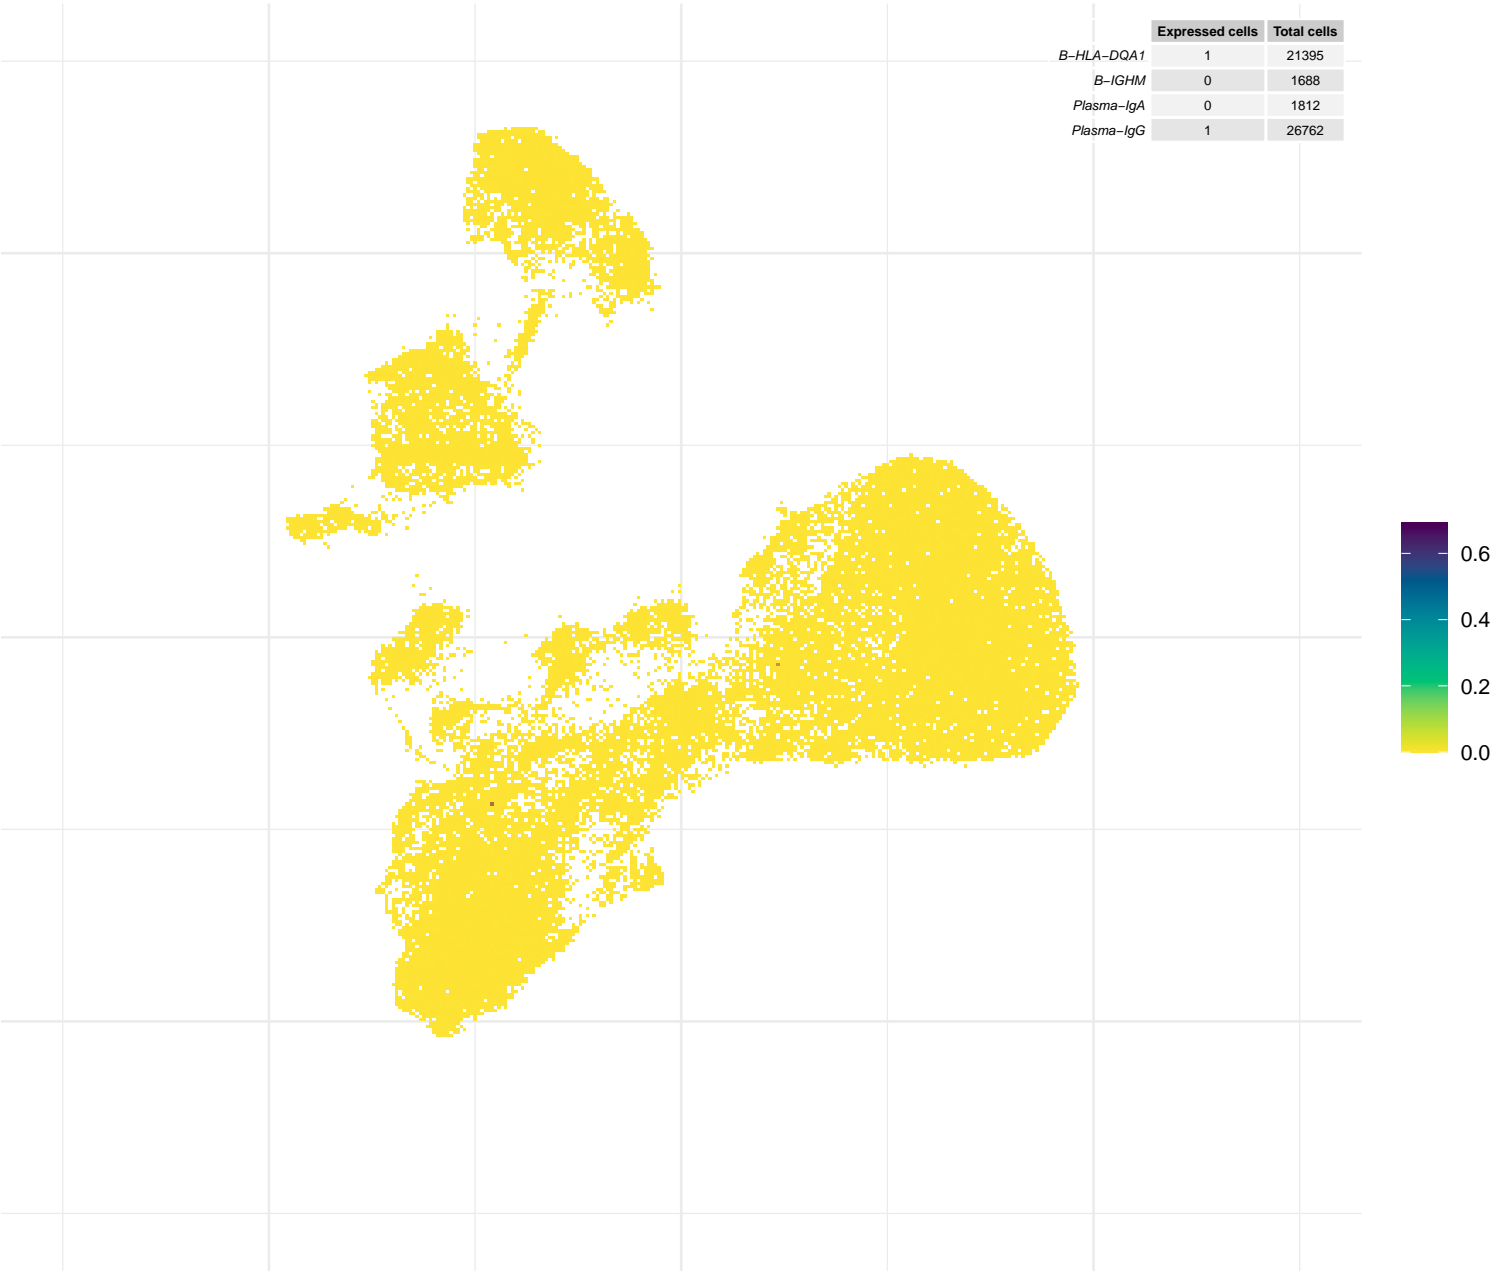 Expressed cells Total cells
B−HLA−DQA1 1 21395
B−IGHM 0 1688
Plasma−IgA 0 1812
Plasma−IgG 1 26762
0.6
0.4
0.2
0.0